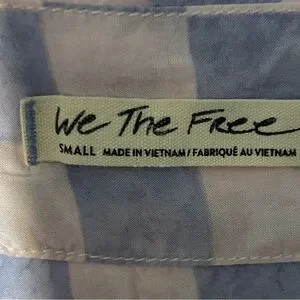 We The Free
SMALL MADE IN VIETNAM/FABRIQUÉ AU VIETNAM